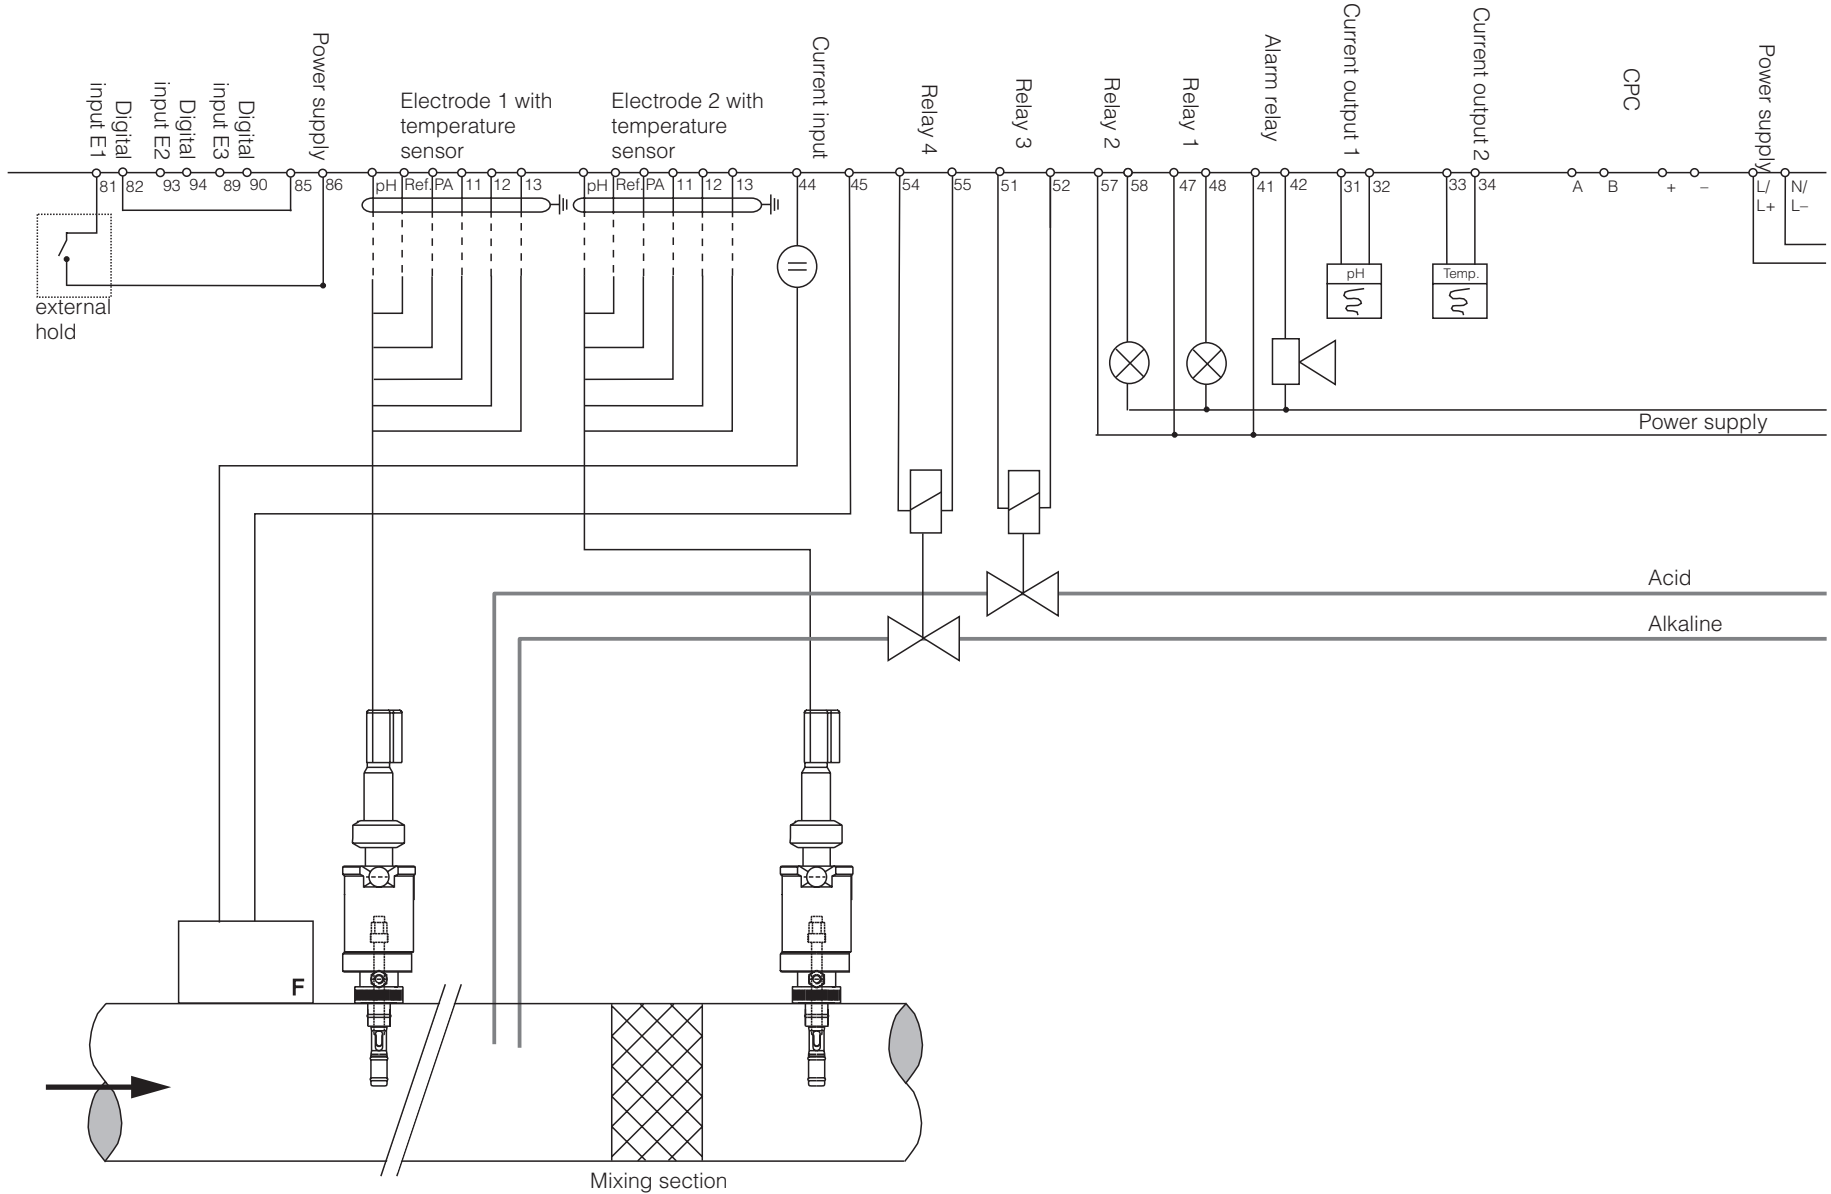 Digital
input E1
Digital
input E2
Digital
input E3
Power supply
Electrode 1 with
temperature
sensor
Electrode 2 with
temperature
sensor
Current input
Relay 4
Relay 3
Relay 2
Relay 1
Alarm relay
Current output 1
Current output 2
CPC
Power supply
81 82 93 94 89 90 85 86 pH Ref. PA 11 12 13 pH Ref. PA 11 12 13 44 45 54 55 51 52 57 58 47 48 41 42 31 32 33 34 A B + − L/ N/
L+ L−
external
hold
pH
Temp.
Power supply
Acid
Alkaline
F
Mixing section